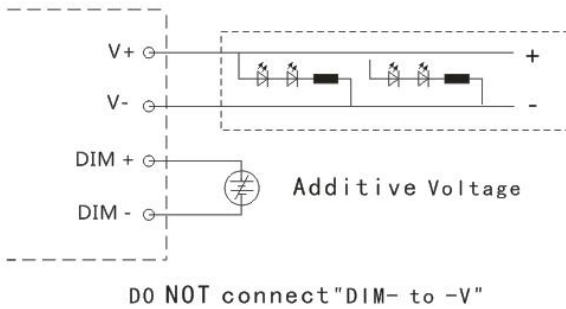 V+
+
V-
-
DIM +
Additive Voltage
DIM -
DO NOT connect"DIM- to -V"